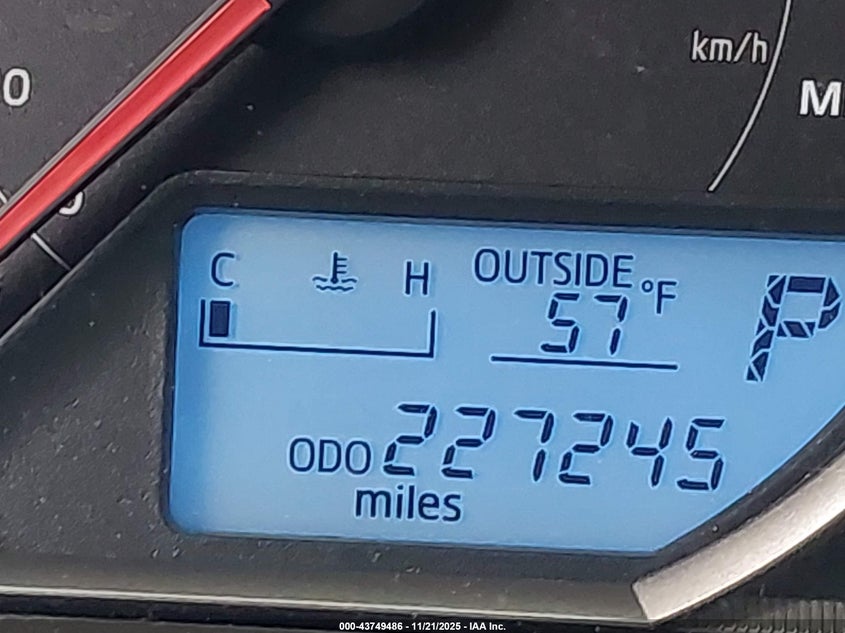 km/h
C H OUTSIDE °F
57
P
ODO 227245
miles
000-43749486 - 11/21/2025 - IAA Inc.